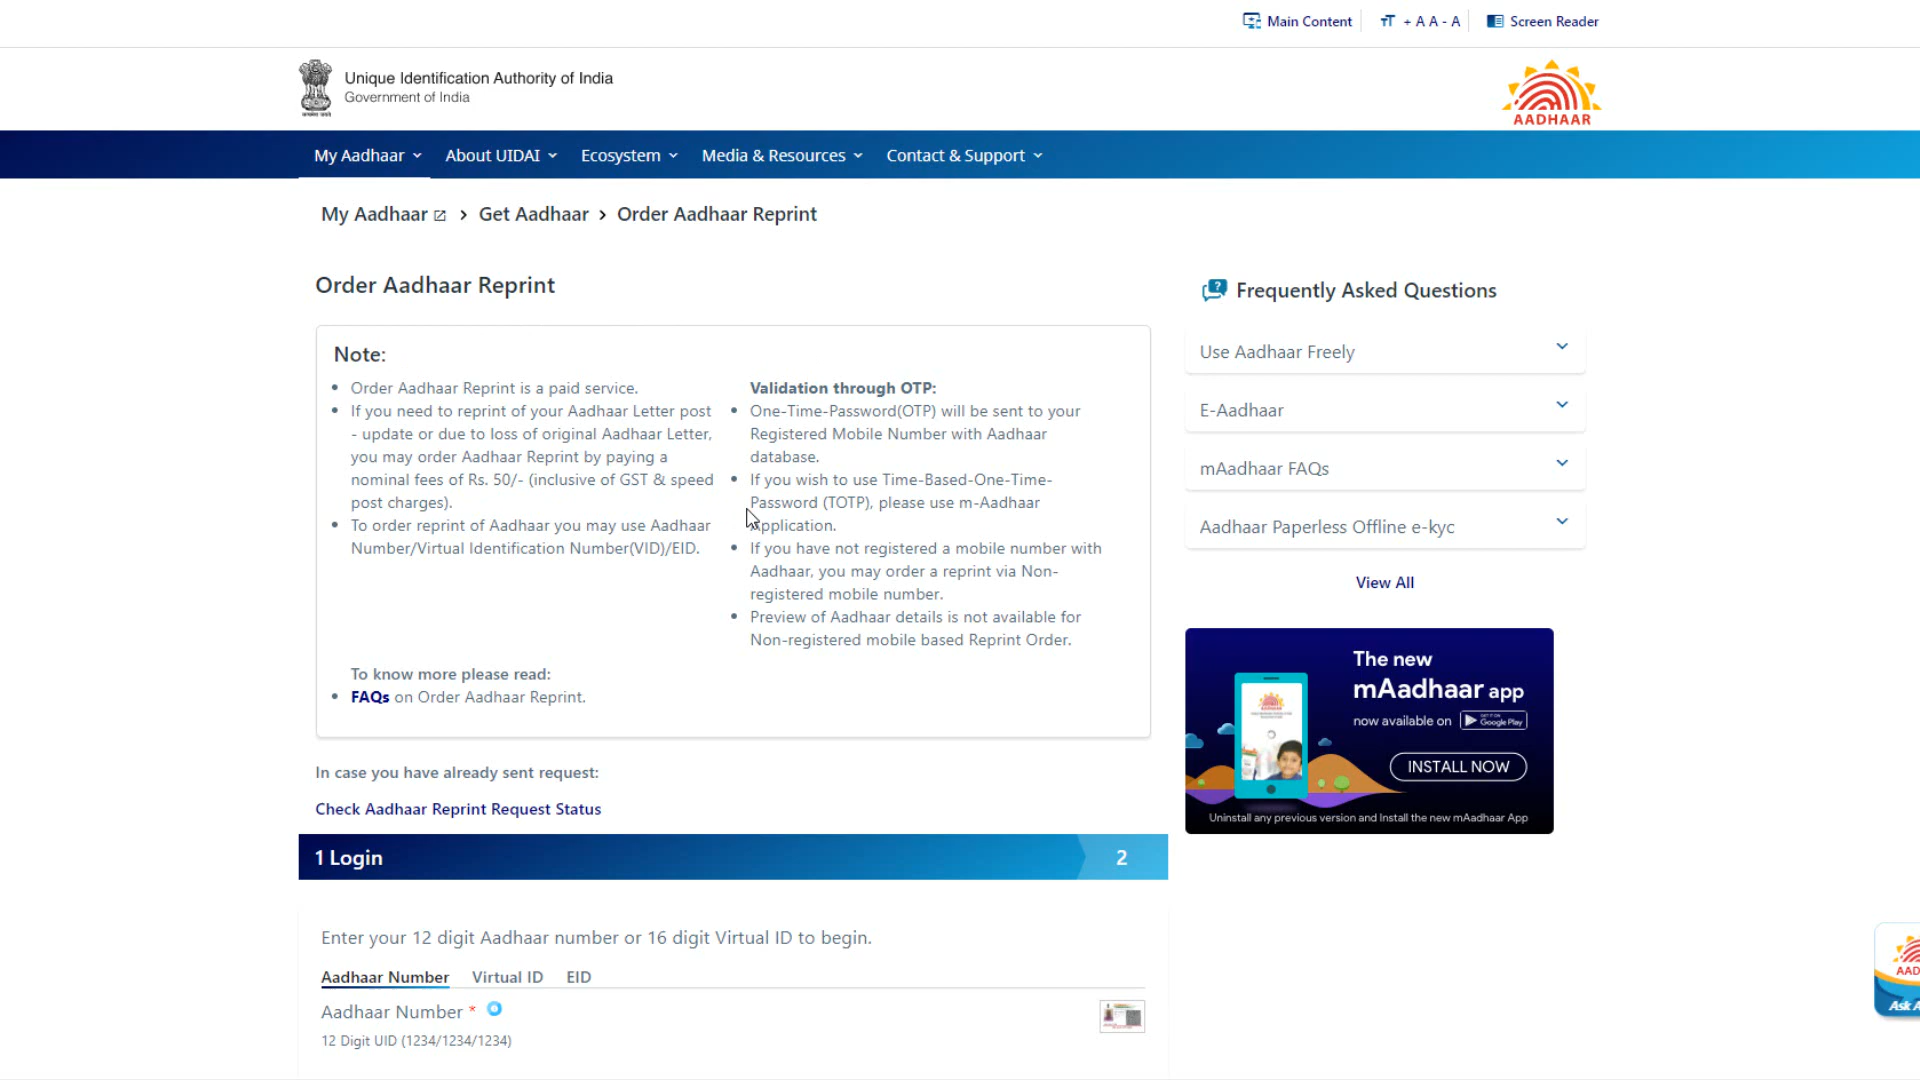 Main Content
+ A A - A
Screen Reader
Unique Identification Authority of India
Government of India
AADHAAR
My Aadhaar
About UIDAI
Ecosystem
Media & Resources
Contact & Support
My Aadhaar > Get Aadhaar > Order Aadhaar Reprint
Order Aadhaar Reprint
Note:
Order Aadhaar Reprint is a paid service.
If you need to reprint of your Aadhaar Letter post
- update or due to loss of original Aadhaar Letter,
you may order Aadhaar Reprint by paying a
nominal fees of Rs. 50/- (inclusive of GST & speed
post charges).
To order reprint of Aadhaar you may use Aadhaar
Number/Virtual Identification Number(VID)/EID.
Validation through OTP:
One-Time-Password(OTP) will be sent to your
Registered Mobile Number with Aadhaar
database.
If you wish to use Time-Based-One-Time-
Password (TOTP), please use m-Aadhaar
application.
If you have not registered a mobile number with
Aadhaar, you may order a reprint via Non-
registered mobile number.
Preview of Aadhaar details is not available for
Non-registered mobile based Reprint Order.
To know more please read:
FAQs on Order Aadhaar Reprint.
In case you have already sent request:
Check Aadhaar Reprint Request Status
1 Login
2
Enter your 12 digit Aadhaar number or 16 digit Virtual ID to begin.
Aadhaar Number
Virtual ID
EID
Aadhaar Number *
12 Digit UID (1234/1234/1234)
Frequently Asked Questions
Use Aadhaar Freely
E-Aadhaar
mAadhaar FAQs
Aadhaar Paperless Offline e-kyc
View All
The new
mAadhaar app
now available on
GET IT ON
Google Play
INSTALL NOW
Uninstall any previous version and Install the new mAadhaar App
AAD
Ask A